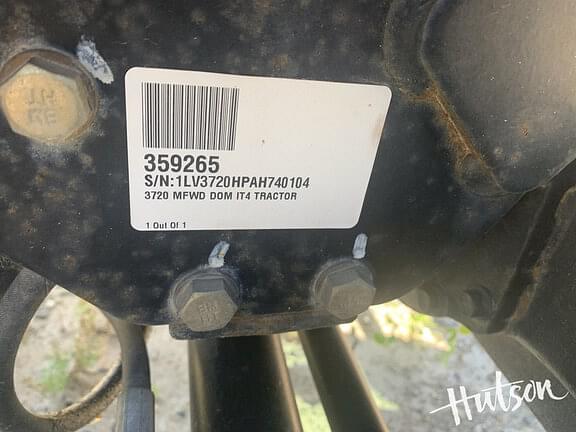 359265
S/N:1LV3720HPAH740104
3720 MFWD DOM IT4 TRACTOR
1 Out Of 1
Hutson